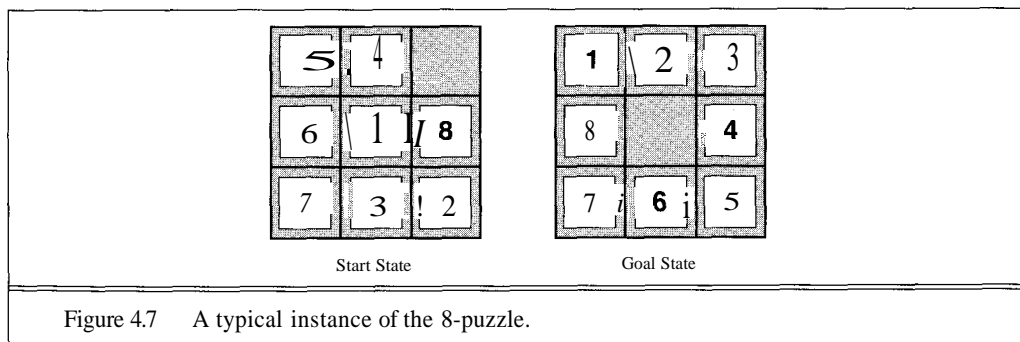 5 4 1 2 3
6 1 8 8 4
7 3 2 7 6 5
Start State Goal State
Figure 4.7 A typical instance of the 8-puzzle.